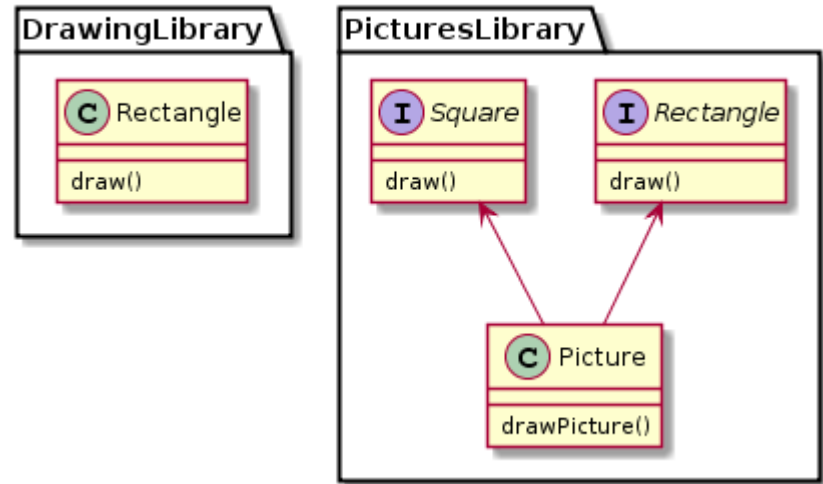 DrawingLibrary
C Rectangle
draw()
PicturesLibrary
I Square
draw()
I Rectangle
draw()
C Picture
drawPicture()